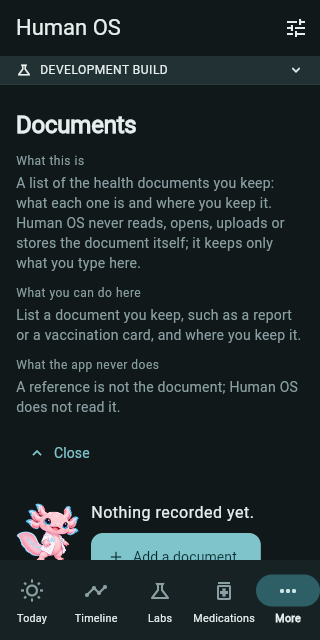 Human OS
DEVELOPMENT BUILD
Documents
What this is
A list of the health documents you keep:
what each one is and where you keep it.
Human OS never reads, opens, uploads or
stores the document itself; it keeps only
what you type here.
What you can do here
List a document you keep, such as a report
or a vaccination card, and where you keep it.
What the app never does
A reference is not the document; Human OS
does not read it.
Close
Nothing recorded yet.
Add a document
Today
Timeline
Labs
Medications
More